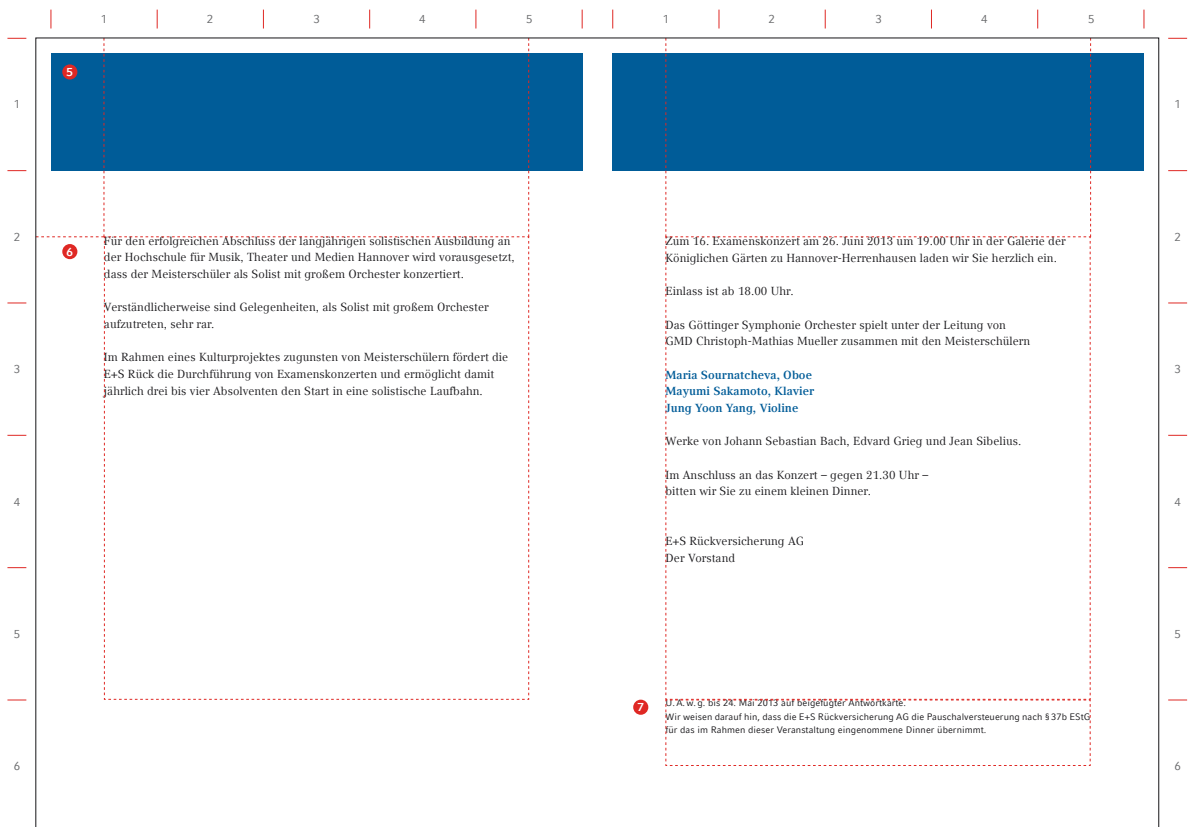 1 2 3 4 5 1 2 3 4 5
5
1 1
2 2
6
Für den erfolgreichen Abschluss der langjährigen solistischen Ausbildung an
der Hochschule für Musik, Theater und Medien Hannover wird vorausgesetzt,
dass der Meisterschüler als Solist mit großem Orchester konzertiert.
Verständlicherweise sind Gelegenheiten, als Solist mit großem Orchester
aufzutreten, sehr rar.
Im Rahmen eines Kulturprojektes zugunsten von Meisterschülern fördert die
E+S Rück die Durchführung von Examenskonzerten und ermöglicht damit
jährlich drei bis vier Absolventen den Start in eine solistische Laufbahn.
Zum 16. Examenskonzert am 26. Juni 2013 um 19.00 Uhr in der Galerie der
Königlichen Gärten zu Hannover-Herrenhausen laden wir Sie herzlich ein.
Einlass ist ab 18.00 Uhr.
Das Göttinger Symphonie Orchester spielt unter der Leitung von
GMD Christoph-Mathias Mueller zusammen mit den Meisterschülern
3 3
Maria Sournatcheva, Oboe
Mayumi Sakamoto, Klavier
Jung Yoon Yang, Violine
Werke von Johann Sebastian Bach, Edvard Grieg und Jean Sibelius.
Im Anschluss an das Konzert – gegen 21.30 Uhr –
bitten wir Sie zu einem kleinen Dinner.
4 4
E+S Rückversicherung AG
Der Vorstand
5 5
7
U. A. w. g. bis 24. Mai 2013 auf beigefügter Antwortkarte.
Wir weisen darauf hin, dass die E+S Rückversicherung AG die Pauschalversteuerung nach § 37b EStG
für das im Rahmen dieser Veranstaltung eingenommene Dinner übernimmt.
6 6